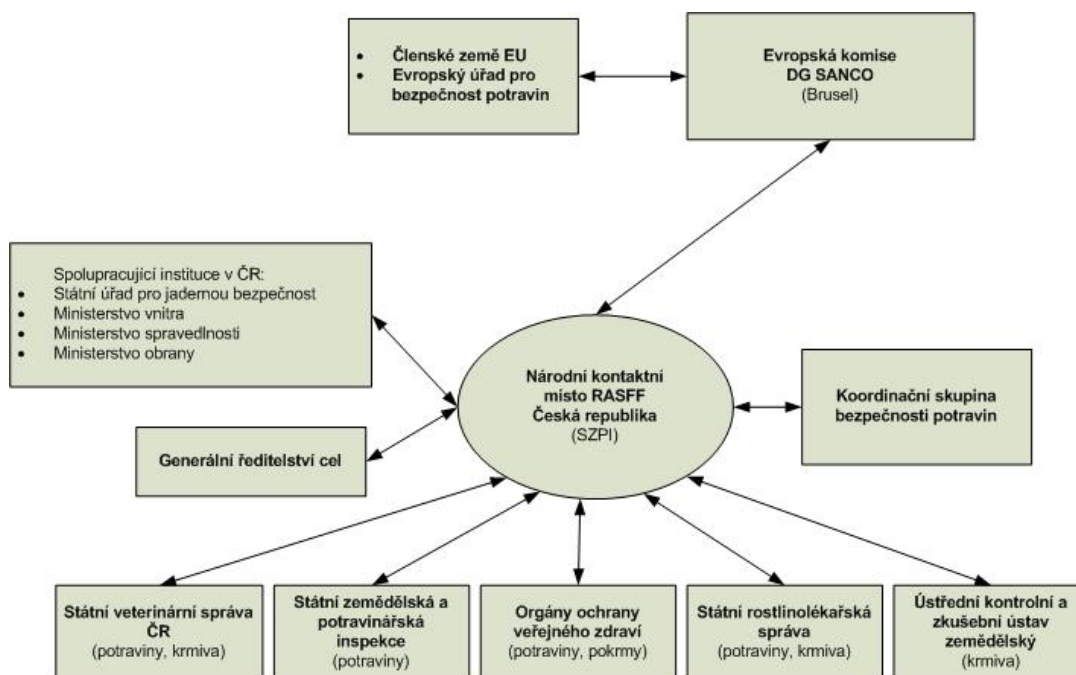 • Členské země EU
• Evropský úřad pro
bezpečnost potravin
Evropská komise
DG SANCO
(Brusel)
Spolupracující instituce v ČR:
• Státní úřad pro jadernou bezpečnost
• Ministerstvo vnitra
• Ministerstvo spravedlnosti
• Ministerstvo obrany
Národní kontaktní
místo RASFF
Česká republika
(SZPI)
Koordinační skupina
bezpečnosti potravin
Generální ředitelství cel
Státní veterinární správa
ČR
(potraviny, krmiva)
Státní zemědělská a
potravinářská
inspekce
(potraviny)
Orgány ochrany
veřejného zdraví
(potraviny, pokrmy)
Státní rostlinolékařská
správa
(potraviny, krmiva)
Ústřední kontrolní a
zkušební ústav
zemědělský
(krmiva)